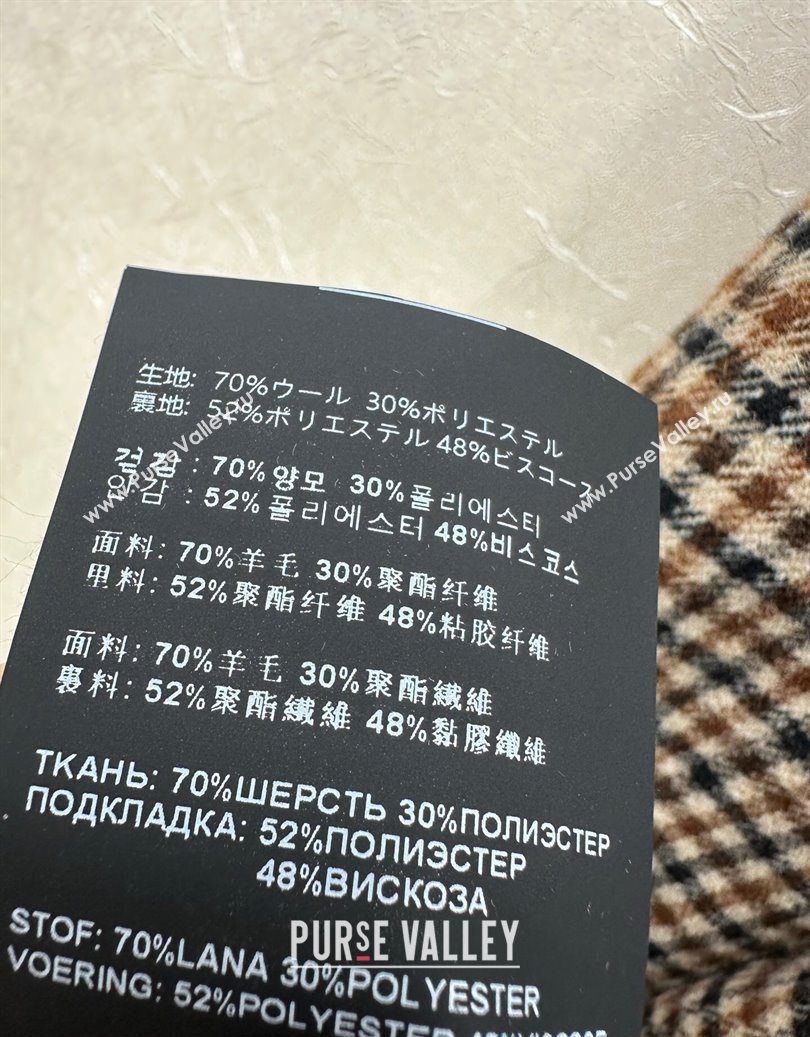 生地: 70%ウール 30%ポリエステル
裏地: 52%ポリエステル 48%ビスコース
겉감 : 70%양모 30%폴리에스터
안감 : 52%폴리에스터 48%비스코스
面料: 70%羊毛 30%聚酯纤维
里料: 52%聚酯纤维 48%粘胶纤维
面料: 70%羊毛 30%聚酯纖維
裏料: 52%聚酯纖維 48%黏膠纖維
ТКАНЬ: 70%ШЕРСТЬ 30%ПОЛИЭСТЕР
ПОДКЛАДКА: 52%ПОЛИЭСТЕР
48%ВИСКОЗА
STOF: 70%LANA 30%POLYESTER
VOERING: 52%POLYESTER
PURSE VALLEY
www.PurseValley.ru
www.PurseValley.ru